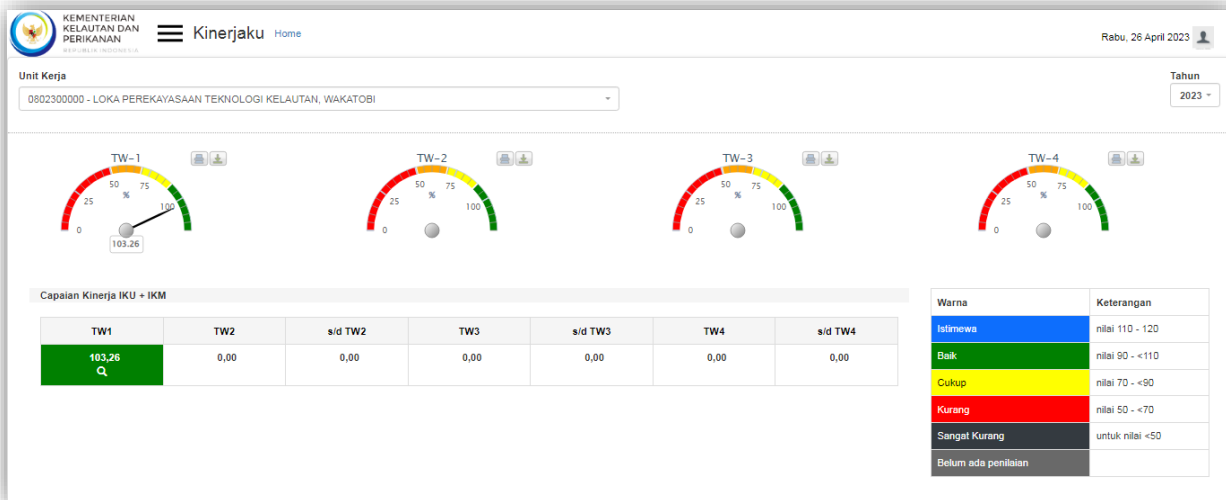 KEMENTERIAN
KELAUTAN DAN
PERIKANAN
REPUBLIK INDONESIA
Kinerjaku Home
Rabu, 26 April 2023
Unit Kerja
Tahun
0802300000 - LOKA PEREKAYASAAN TEKNOLOGI KELAUTAN, WAKATOBI
2023
TW-1
0 25 50 75 100
%
103.26
TW-2
0 25 50 75 100
%
TW-3
0 25 50 75 100
%
TW-4
0 25 50 75 100
%
Capaian Kinerja IKU + IKM
TW1 TW2 s/d TW2 TW3 s/d TW3 TW4 s/d TW4
103,26 0,00 0,00 0,00 0,00 0,00 0,00
Warna Keterangan
Istimewa nilai 110 - 120
Baik nilai 90 - <110
Cukup nilai 70 - <90
Kurang nilai 50 - <70
Sangat Kurang untuk nilai <50
Belum ada penilaian